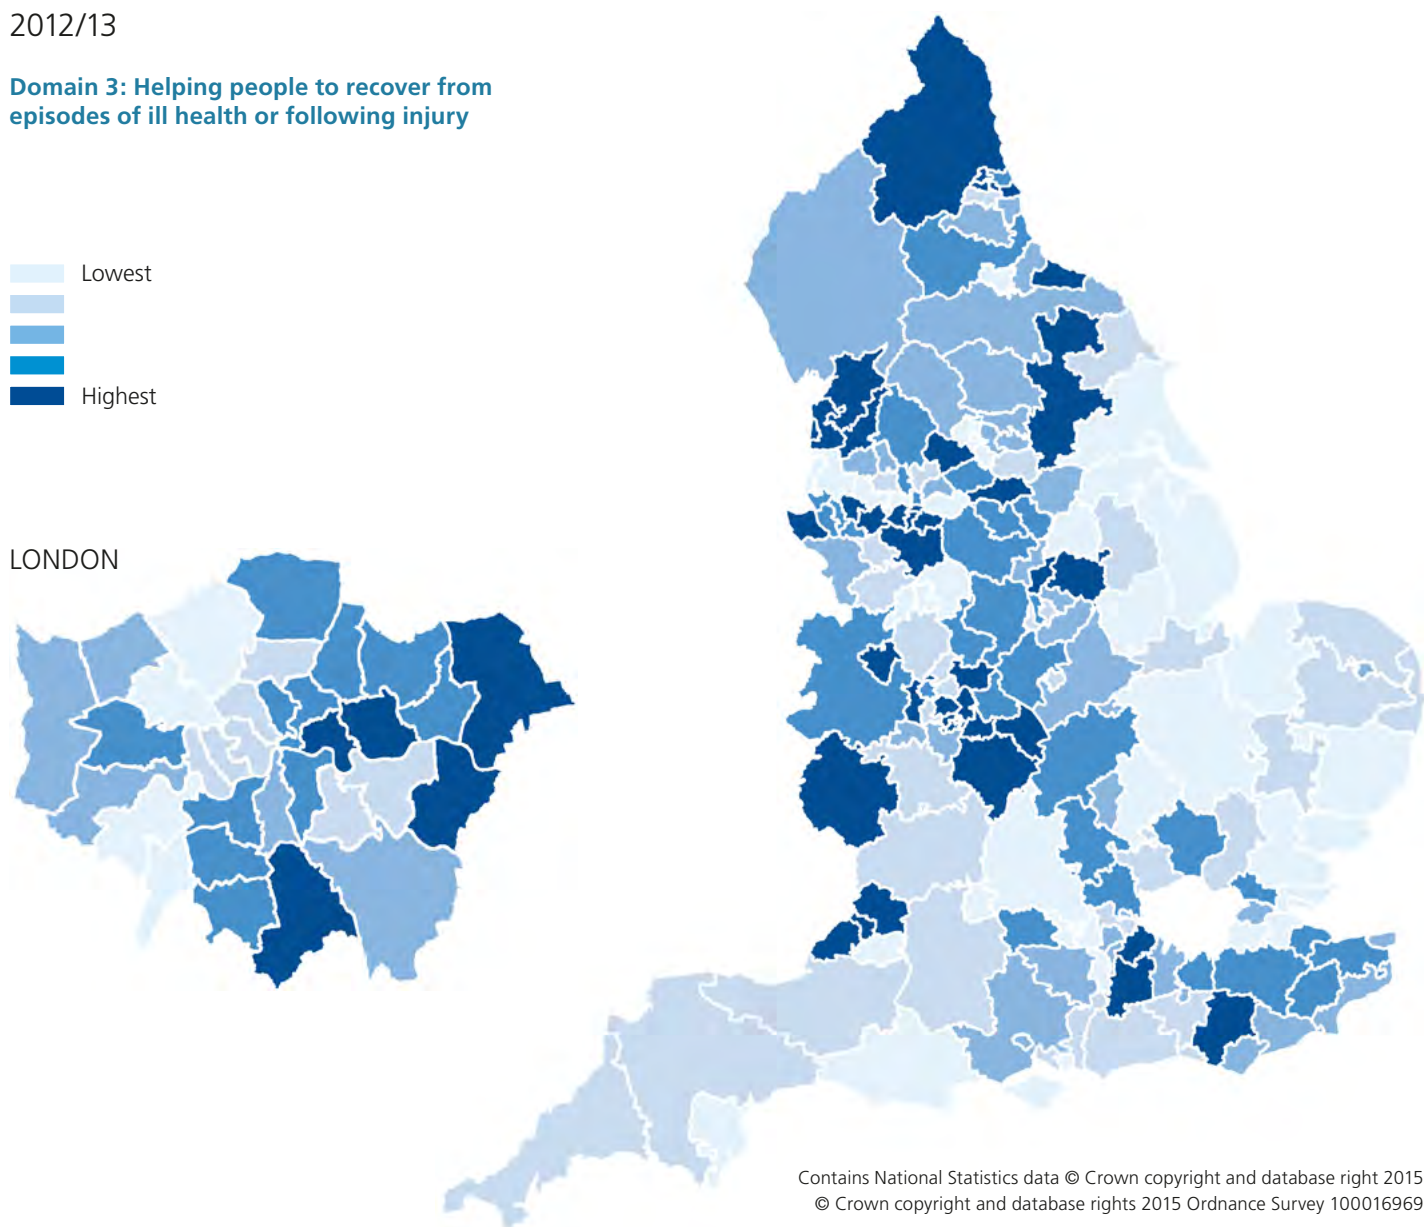 2012/13
Domain 3: Helping people to recover from
episodes of ill health or following injury
Lowest
Highest
LONDON
Contains National Statistics data © Crown copyright and database right 2015
© Crown copyright and database rights 2015 Ordnance Survey 100016969